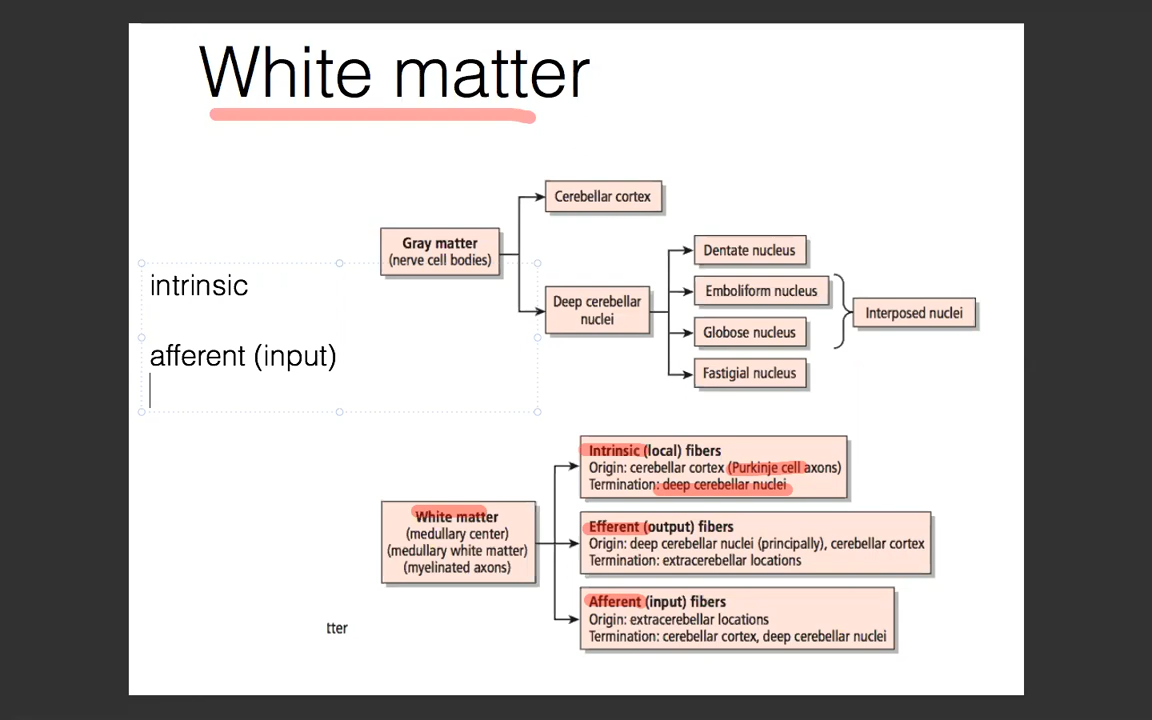 White matter
Cerebellar cortex
Gray matter
(nerve cell bodies)
Dentate nucleus
intrinsic
Emboliform nucleus
Deep cerebellar
nuclei
Interposed nuclei
Globose nucleus
afferent (input)
Fastigial nucleus
Intrinsic (local) fibers
Origin: cerebellar cortex (Purkinje cell axons)
Termination: deep cerebellar nuclei
White matter
(medullary center)
(medullary white matter)
(myelinated axons)
Efferent (output) fibers
Origin: deep cerebellar nuclei (principally), cerebellar cortex
Termination: extracerebellar locations
Afferent (input) fibers
Origin: extracerebellar locations
Termination: cerebellar cortex, deep cerebellar nuclei
tter